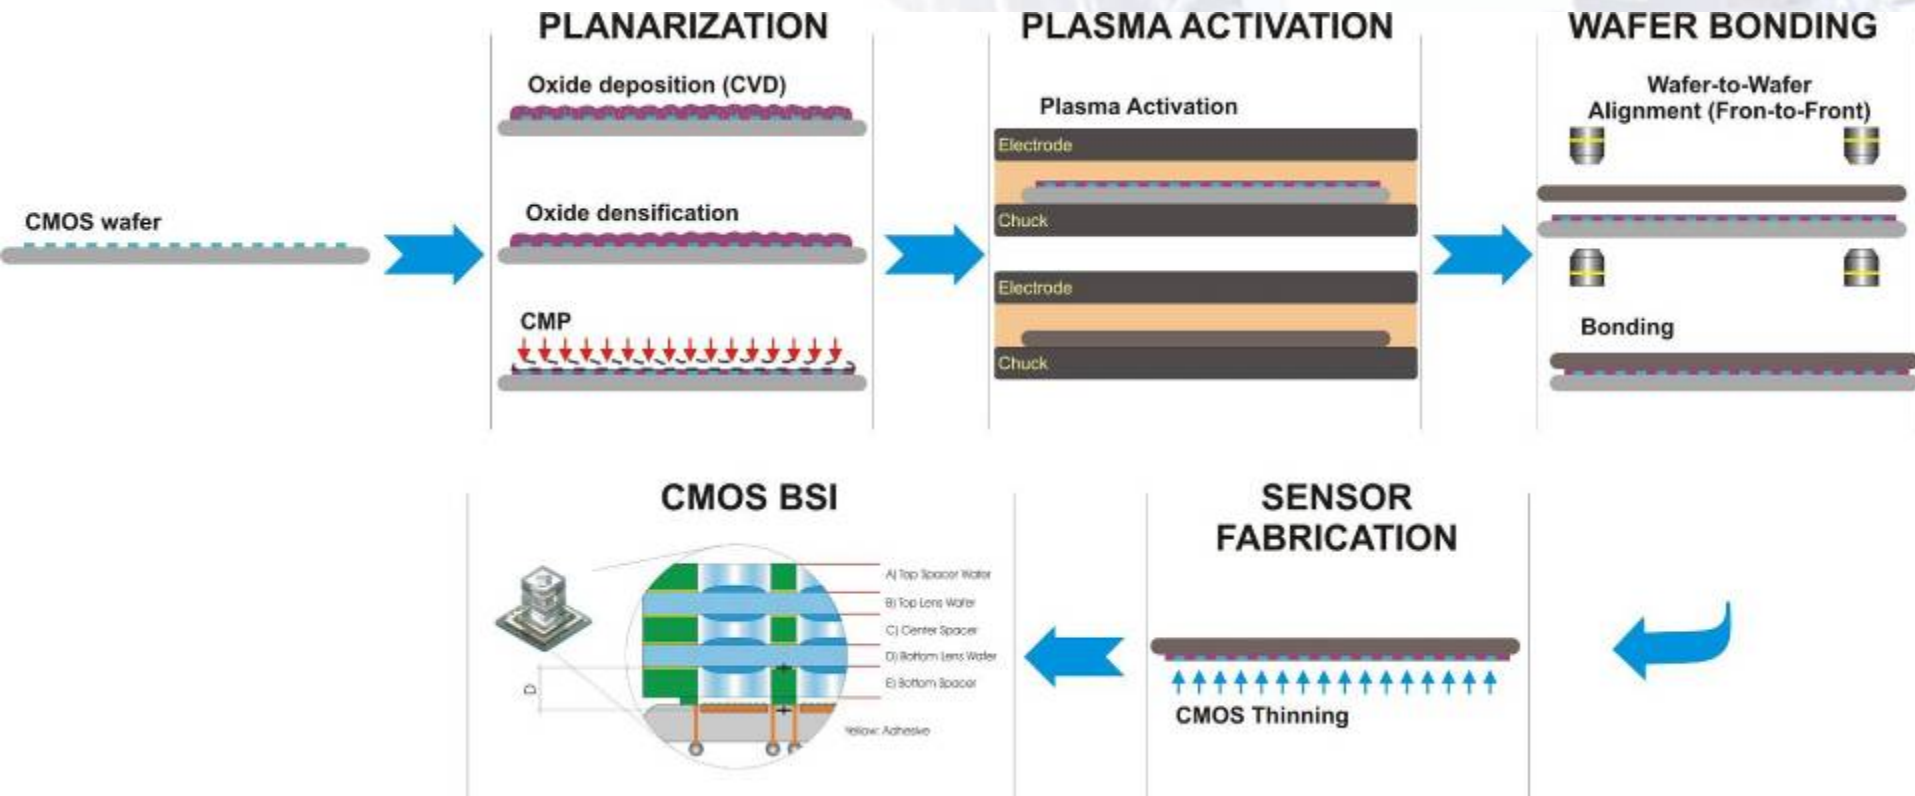 PLANARIZATION
PLASMA ACTIVATION
WAFER BONDING
Oxide deposition (CVD)
Oxide densification
CMP
CMOS wafer
Plasma Activation
Electrode
Chuck
Electrode
Chuck
Wafer-to-Wafer
Alignment (Fron-to-Front)
Bonding
SENSOR
FABRICATION
CMOS Thinning
CMOS BSI
A) Top Spacer Wafer
B) Top Lens Wafer
C) Center Spacer
D) Bottom Lens Wafer
E) Bottom Spacer
D
Yellow: Adhesive